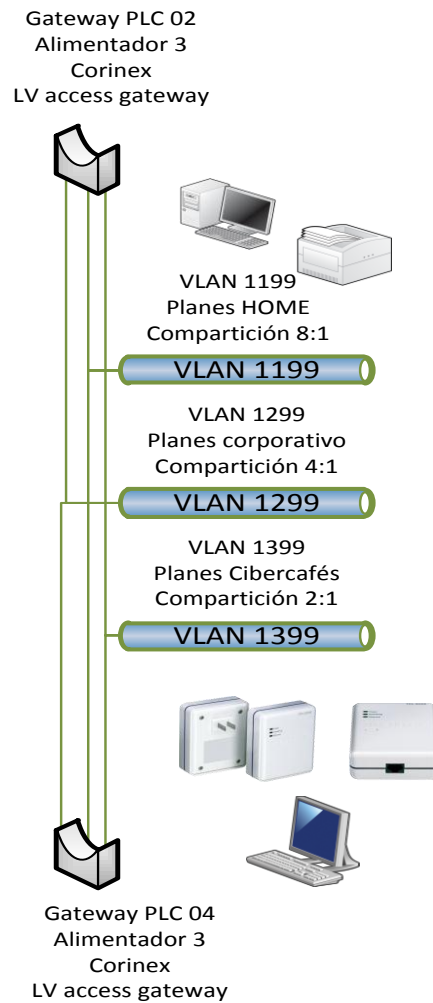 Gateway PLC 02
Alimentador 3
Corinex
LV access gateway
VLAN 1199
Planes HOME
Compartición 8:1
VLAN 1199
VLAN 1299
Planes corporativo
Compartición 4:1
VLAN 1299
VLAN 1399
Planes Cibercafés
Compartición 2:1
VLAN 1399
Gateway PLC 04
Alimentador 3
Corinex
LV access gateway